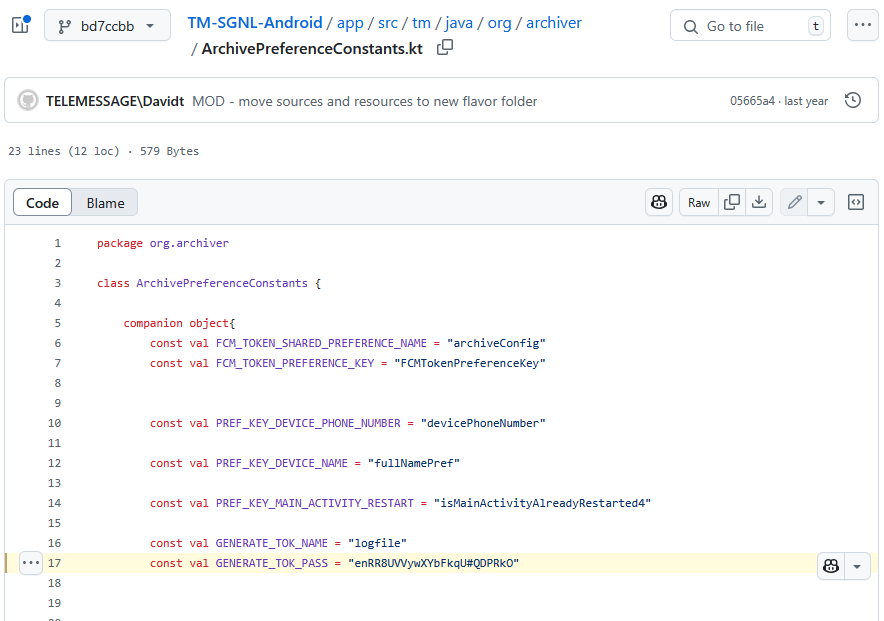 bd7ccbb
TM-SGNL-Android / app / src / tm / java / org / archiver
/ ArchivePreferenceConstants.kt
Go to file
t
TELEMESSAGE\Davidt MOD - move sources and resources to new flavor folder
05665a4 · last year
23 lines (12 loc) · 579 Bytes
Code
Blame
Raw
1 package org.archiver
2
3 class ArchivePreferenceConstants {
4
5 companion object{
6 const val FCM_TOKEN_SHARED_PREFERENCE_NAME = "archiveConfig"
7 const val FCM_TOKEN_PREFERENCE_KEY = "FCMTokenPreferenceKey"
8
9
10 const val PREF_KEY_DEVICE_PHONE_NUMBER = "devicePhoneNumber"
11
12 const val PREF_KEY_DEVICE_NAME = "fullNamePref"
13
14 const val PREF_KEY_MAIN_ACTIVITY_RESTART = "isMainActivityAlreadyRestarted4"
15
16 const val GENERATE_TOK_NAME = "logfile"
17 const val GENERATE_TOK_PASS = "enRR8UVVywXYbFkqU#QDPRkO"
18
19